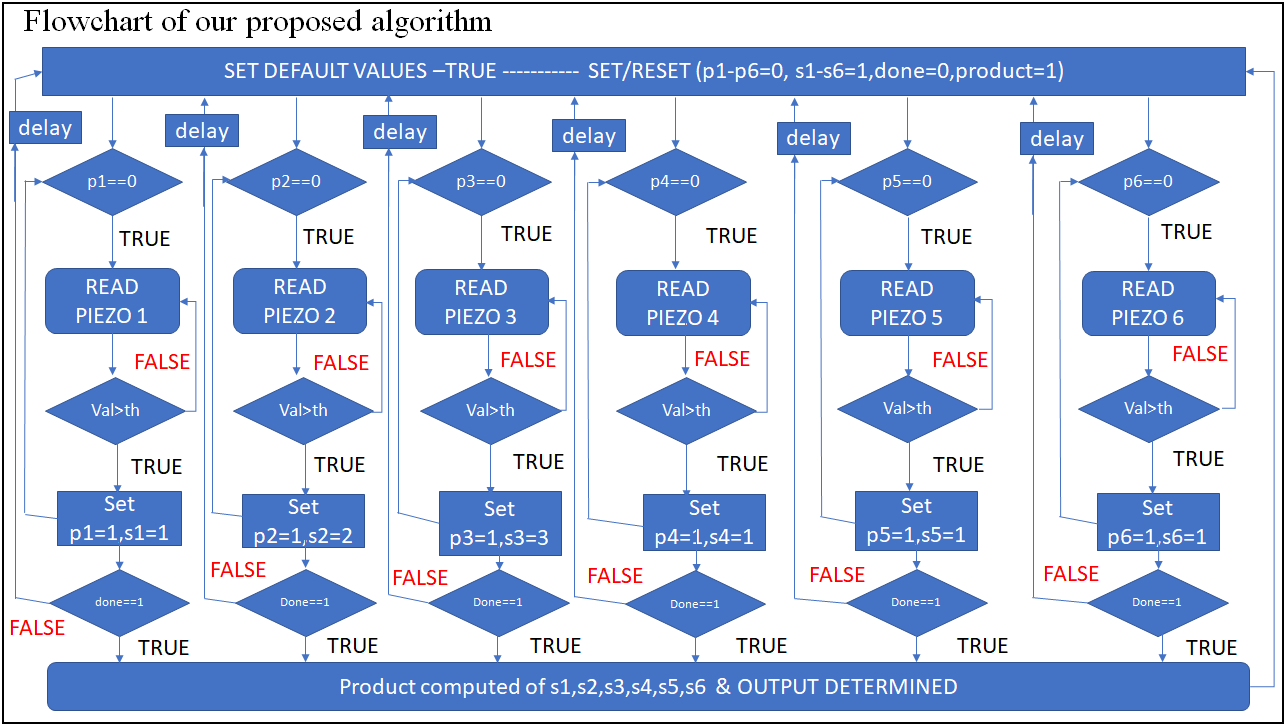 Flowchart of our proposed algorithm
SET DEFAULT VALUES –TRUE ----------- SET/RESET (p1-p6=0, s1-s6=1,done=0,product=1)
delay
delay
delay
delay
delay
delay
p1==0
p2==0
p3==0
p4==0
p5==0
p6==0
TRUE
TRUE
TRUE
TRUE
TRUE
TRUE
READ
PIEZO 1
READ
PIEZO 2
READ
PIEZO 3
READ
PIEZO 4
READ
PIEZO 5
READ
PIEZO 6
FALSE
FALSE
FALSE
FALSE
FALSE
FALSE
Val>th
Val>th
Val>th
Val>th
Val>th
Val>th
TRUE
TRUE
TRUE
TRUE
TRUE
TRUE
Set
p1=1,s1=1
Set
p2=1,s2=2
Set
p3=1,s3=3
Set
p4=1,s4=1
Set
p5=1,s5=1
Set
p6=1,s6=1
FALSE
FALSE
FALSE
FALSE
FALSE
FALSE
done==1
Done==1
Done==1
Done==1
Done==1
Done==1
TRUE
TRUE
TRUE
TRUE
TRUE
TRUE
Product computed of s1,s2,s3,s4,s5,s6 & OUTPUT DETERMINED